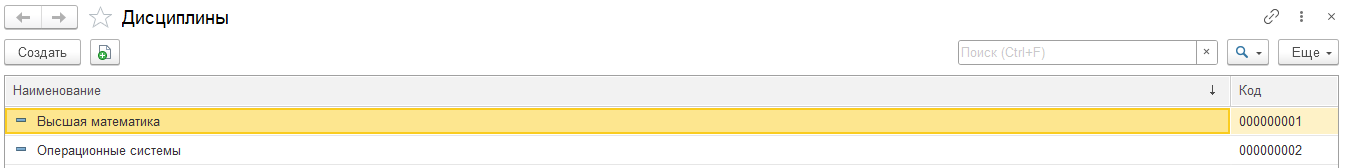 Дисциплины
Создать
Поиск (Ctrl+F)
Еще
Наименование
Код
Высшая математика
000000001
Операционные системы
000000002